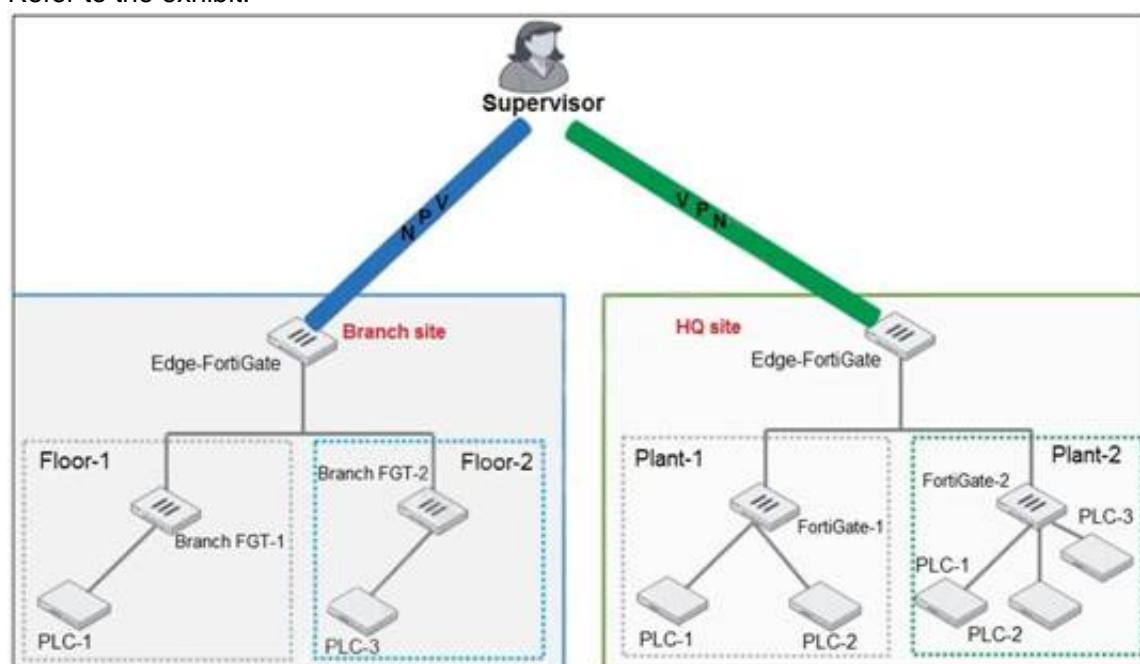 Refer to the exhibit.
Supervisor
VPN
VPN
Branch site
HQ site
Edge-FortiGate
Edge-FortiGate
Floor-1
Branch FGT-2
Floor-2
Branch FGT-1
PLC-1
PLC-3
Plant-1
Plant-2
FortiGate-2
FortiGate-1
PLC-3
PLC-1
PLC-1
PLC-2
PLC-2